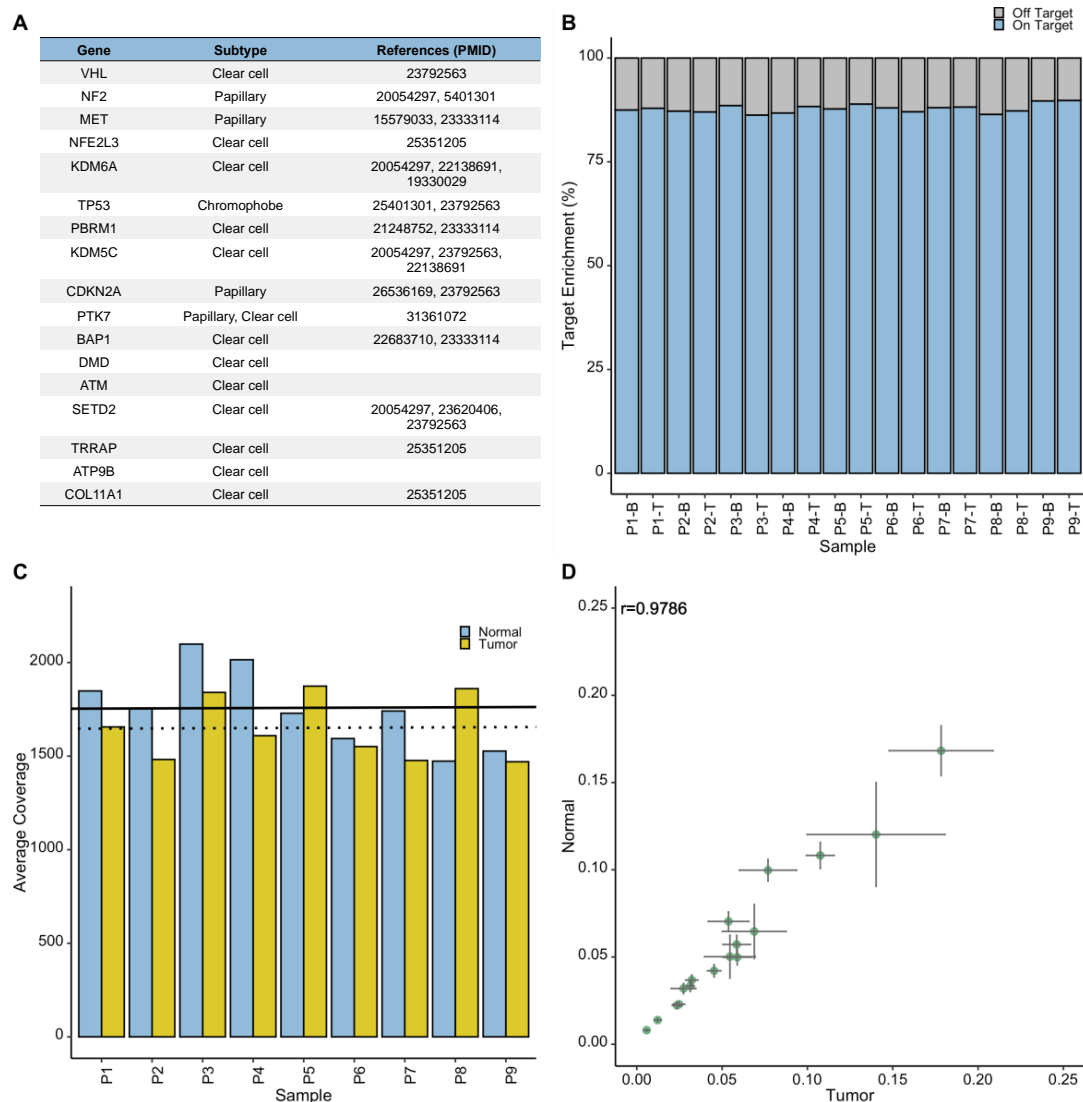 A
Gene Subtype References (PMID)
VHL Clear cell 23792563
NF2 Papillary 20054297, 5401301
MET Papillary 15579033, 23333114
NFE2L3 Clear cell 25351205
KDM6A Clear cell 20054297, 22138691,
19330029
TP53 Chromophobe 25401301, 23792563
PBRM1 Clear cell 21248752, 23333114
KDM5C Clear cell 20054297, 23792563,
22138691
CDKN2A Papillary 26536169, 23792563
PTK7 Papillary, Clear cell 31361072
BAP1 Clear cell 22683710, 23333114
DMD Clear cell
ATM Clear cell
SETD2 Clear cell 20054297, 23620406,
23792563
TRRAP Clear cell 25351205
ATP9B Clear cell
COL11A1 Clear cell 25351205
B
Off Target
On Target
100
75
50
25
0
Target Enrichment (%)
P1-B P1-T P2-B P2-T P3-B P3-T P4-B P4-T P5-B P5-T P6-B P6-T P7-B P7-T P8-B P8-T P9-B P9-T
Sample
C
Normal
Tumor
2000
1500
1000
500
0
Average Coverage
P1 P2 P3 P4 P5 P6 P7 P8 P9
Sample
D
r=0.9786
0.25
0.20
0.15
0.10
0.05
0.00
Normal
0.00 0.05 0.10 0.15 0.20 0.25
Tumor